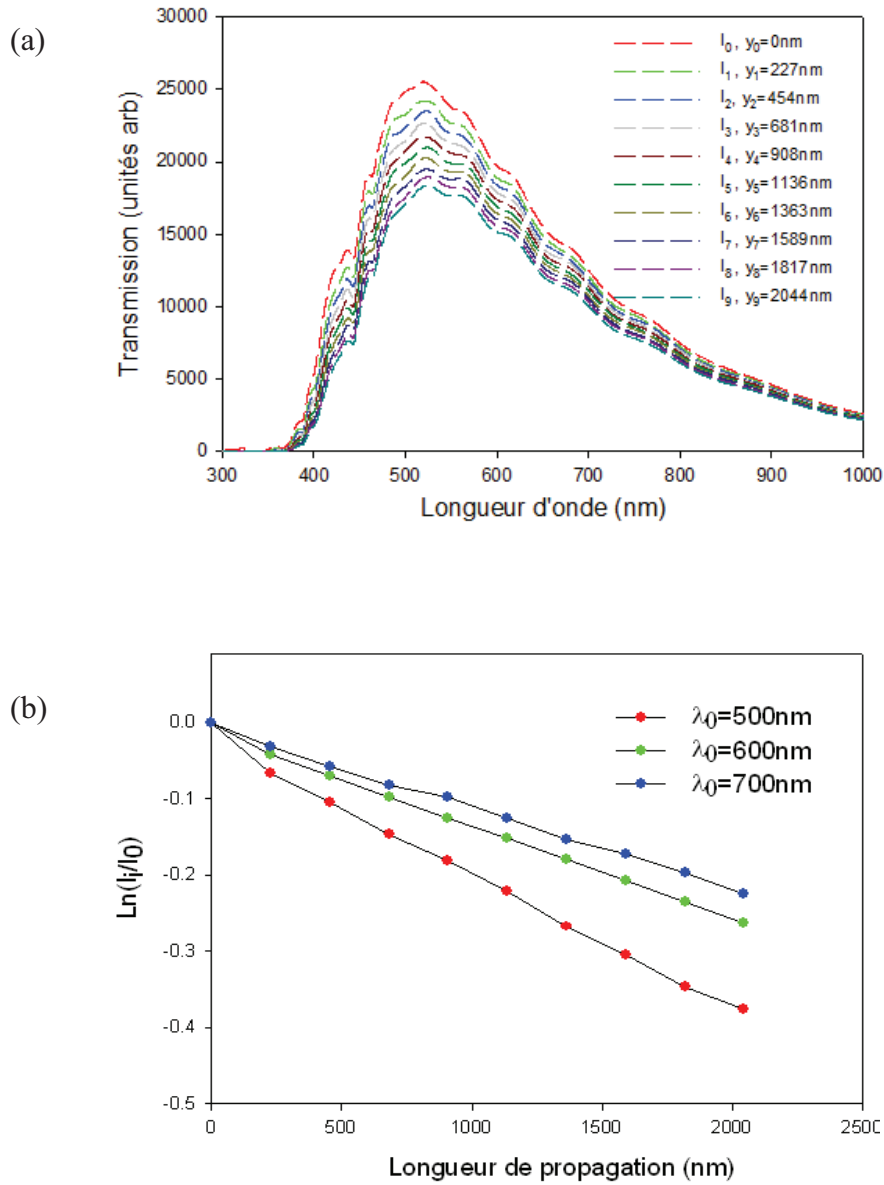 (a)
30000
25000
20000
15000
10000
5000
0
Transmission (unités arb)
I0 , y0=0nm
I1 , y1=227nm
I2, y2=454nm
I3 , y3=681nm
I4 , y4=908nm
I5 , y5=1136nm
I6 , y6=1363nm
I7 , y7=1589nm
I8 , y8=1817nm
I9 , y9=2044nm
300 400 500 600 700 800 900 1000
Longueur d'onde (nm)
(b)
0.0
-0.1
-0.2
-0.3
-0.4
-0.5
Ln(Ii/I0)
λ0=500nm
λ0=600nm
λ0=700nm
0 500 1000 1500 2000 2500
Longueur de propagation (nm)